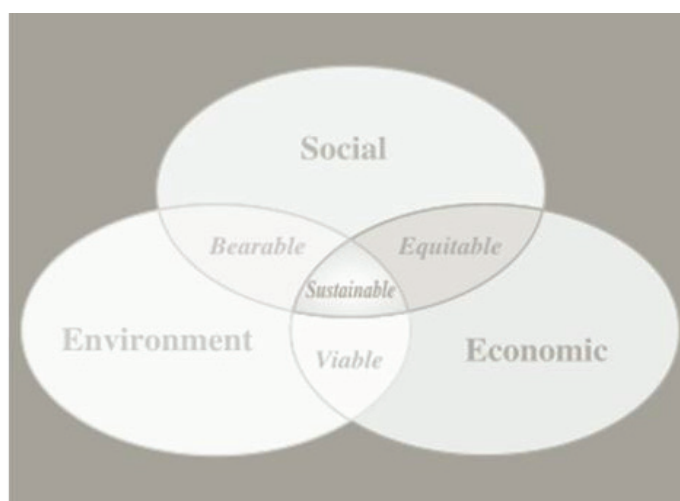 Social
Bearable
Equitable
Sustainable
Environment
Viable
Economic